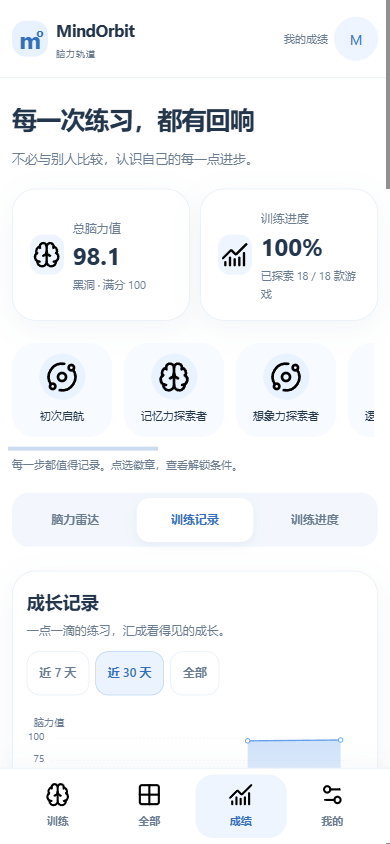 m
MindOrbit
脑力轨道
我的成绩
M
每一次练习，都有回响
不必与别人比较，认识自己的每一点进步。
总脑力值
98.1
黑洞 · 满分 100
训练进度
100%
已探索 18 / 18 款游
戏
初次启航
记忆力探索者
想象力探索者
每一步都值得记录。点选徽章，查看解锁条件。
脑力雷达
训练记录
训练进度
成长记录
一点一滴的练习，汇成看得见的成长。
近 7 天
近 30 天
全部
脑力值
100
75
训练
全部
成绩
我的